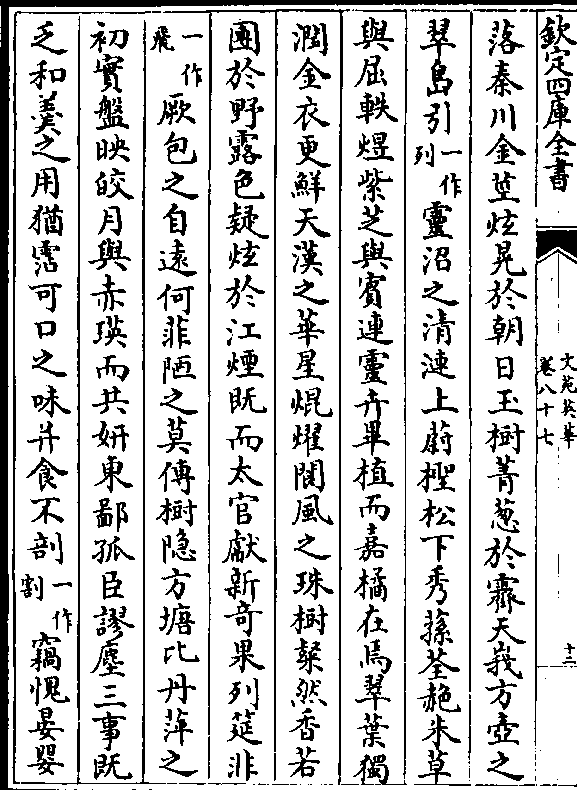 欽定四庫全書
文苑英華
卷八十七
十二
落秦川金莖炫晃於朝日玉樹菁葱於霽天峩方壺之
翠島引一作列靈沼之清漣上蔚檉松下秀蓀荃赩朱草
與屈軼煜紫芝與賓連靈卉畢植而嘉橘在焉翠葉獨
潤金衣更鮮天漢之華星焜燿閬風之珠樹粲然香若
團於野露色疑炫於江煙既而太官獻新奇果列筵非
一作飛厥包之自遠何菲陋之莫傳樹隐方塘比丹萍之
初實盤映皎月與赤瑛而共妍東鄙孤臣謬塵三事既
乏和羹之用猶霑可口之味并食不剖一作割竊愧晏嬰